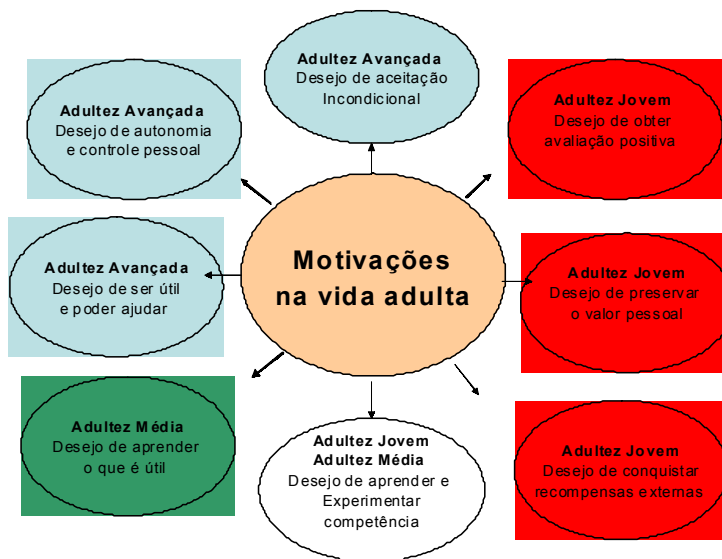 Adultez Avançada
Desejo de aceitação
Incondicional
Adultez Avançada
Desejo de autonomia
e controle pessoal
Adultez Jovem
Desejo de obter
avaliação positiva
Motivações
na vida adulta
Adultez Avançada
Desejo de ser útil
e poder ajudar
Adultez Jovem
Desejo de preservar
o valor pessoal
Adultez Média
Desejo de aprender
o que é útil
Adultez Jovem
Adultez Média
Desejo de aprender e
Experimentar
competência
Adultez Jovem
Desejo de conquistar
recompensas externas